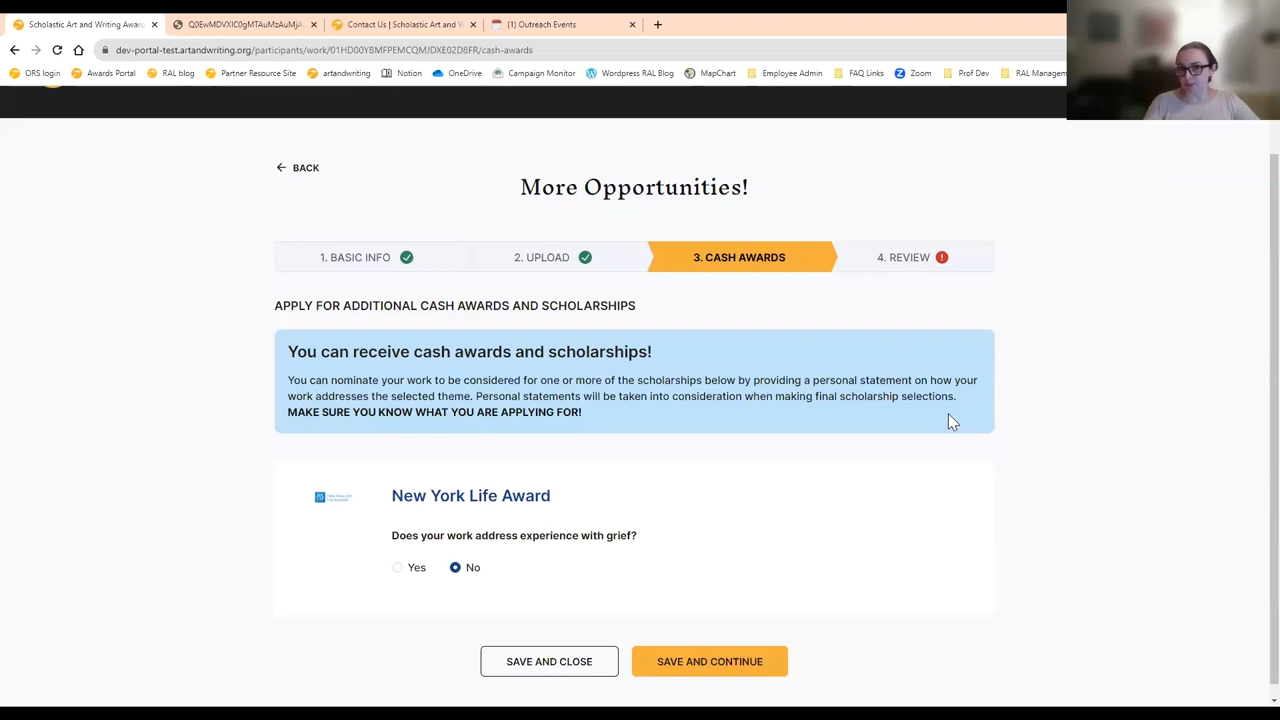 Scholastic Art and Writing Awar
Q0EwMDVXIC0gMTAuMzAuMjA
Contact Us | Scholastic Art and W
(1) Outreach Events
dev-portal-test.artandwriting.org/participants/work/01HD00YBMFPEMCQMJDXE02D8FR/cash-awards
ORS login
Awards Portal
RAL blog
Partner Resource Site
artandwriting
Notion
OneDrive
Campaign Monitor
Wordpress RAL Blog
MapChart
Employee Admin
FAQ Links
Zoom
Prof Dev
RAL Managem
BACK
More Opportunities!
1. BASIC INFO
2. UPLOAD
3. CASH AWARDS
4. REVIEW
APPLY FOR ADDITIONAL CASH AWARDS AND SCHOLARSHIPS
You can receive cash awards and scholarships!
You can nominate your work to be considered for one or more of the scholarships below by providing a personal statement on how your
work addresses the selected theme. Personal statements will be taken into consideration when making final scholarship selections.
MAKE SURE YOU KNOW WHAT YOU ARE APPLYING FOR!
New York Life Award
Does your work address experience with grief?
Yes
No
SAVE AND CLOSE
SAVE AND CONTINUE